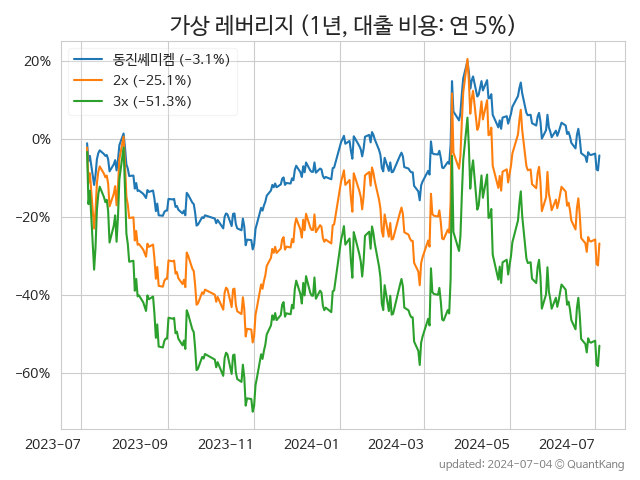 가상 레버리지 (1년, 대출 비용: 연 5%)
동진쎄미켐 (−3.1%)
2x (−25.1%)
3x (−51.3%)
20%
0%
−20%
−40%
−60%
2023-07
2023-09
2023-11
2024-01
2024-03
2024-05
2024-07
updated: 2024-07-04 © QuantKang